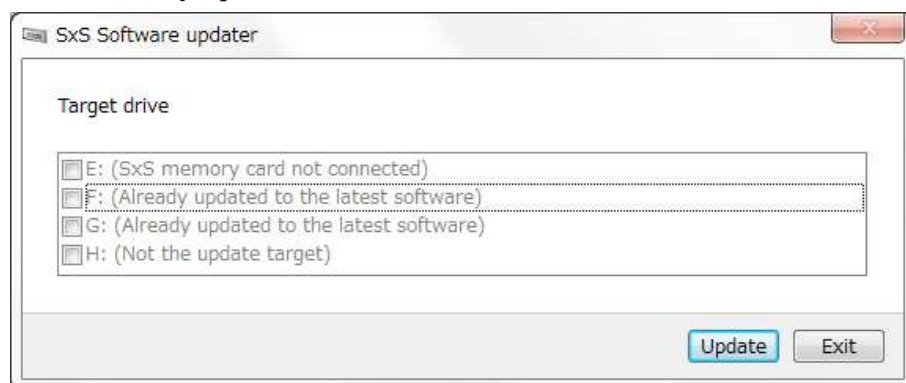 SxS Software updater
Target drive
E: (SxS memory card not connected)
F: (Already updated to the latest software)
G: (Already updated to the latest software)
H: (Not the update target)
Update Exit